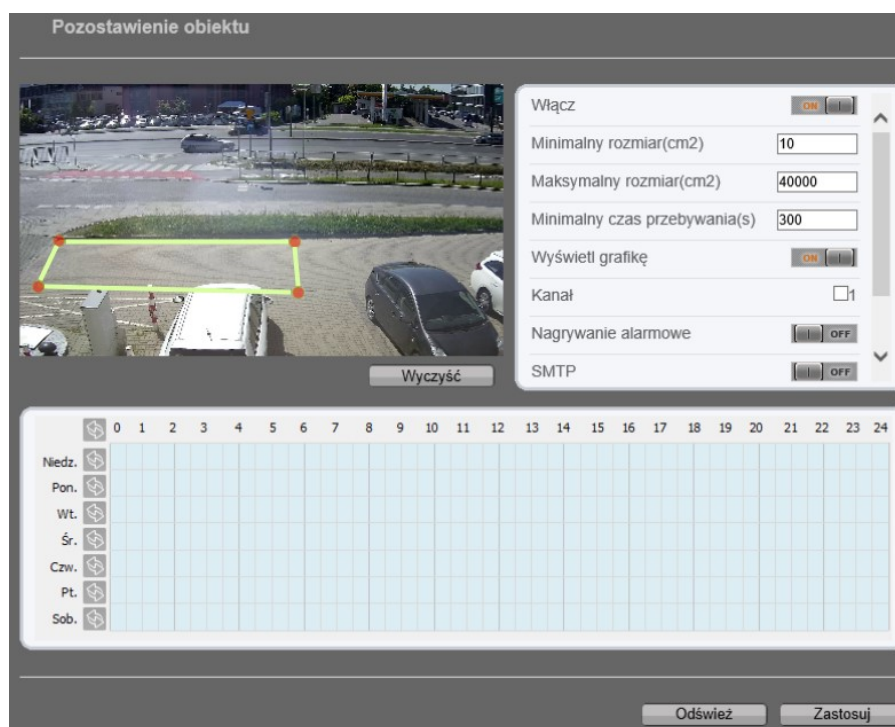 Pozostawienie obiektu
Włącz ON
Minimalny rozmiar(cm2) 10
Maksymalny rozmiar(cm2) 40000
Minimalny czas przebywania(s) 300
Wyświetl grafikę ON
Kanał 1
Nagrywanie alarmowe OFF
SMTP OFF
Wyczyść
0 1 2 3 4 5 6 7 8 9 10 11 12 13 14 15 16 17 18 19 20 21 22 23 24
Niedz.
Pon.
Wt.
Śr.
Czw.
Pt.
Sob.
Odśwież Zastosuj